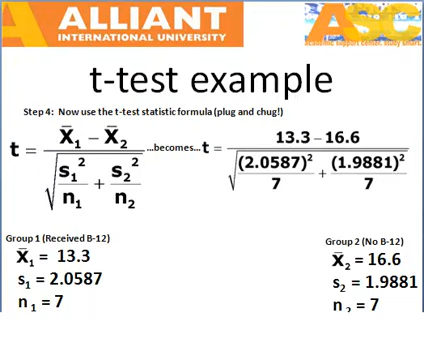 ALLIANT
INTERNATIONAL UNIVERSITY
ASC
Academic support center. Study smart.
t-test example
Step 4: Now use the t-test statistic formula (plug and chug!)
t = (X̄₁ − X̄₂) / √(s₁²/n₁ + s₂²/n₂) ...becomes... t = (13.3 − 16.6) / √((2.0587)²/7 + (1.9881)²/7)
Group 1 (Received B-12)
X̄₁ = 13.3
s₁ = 2.0587
n₁ = 7
Group 2 (No B-12)
X̄₂ = 16.6
s₂ = 1.9881
n₂ = 7